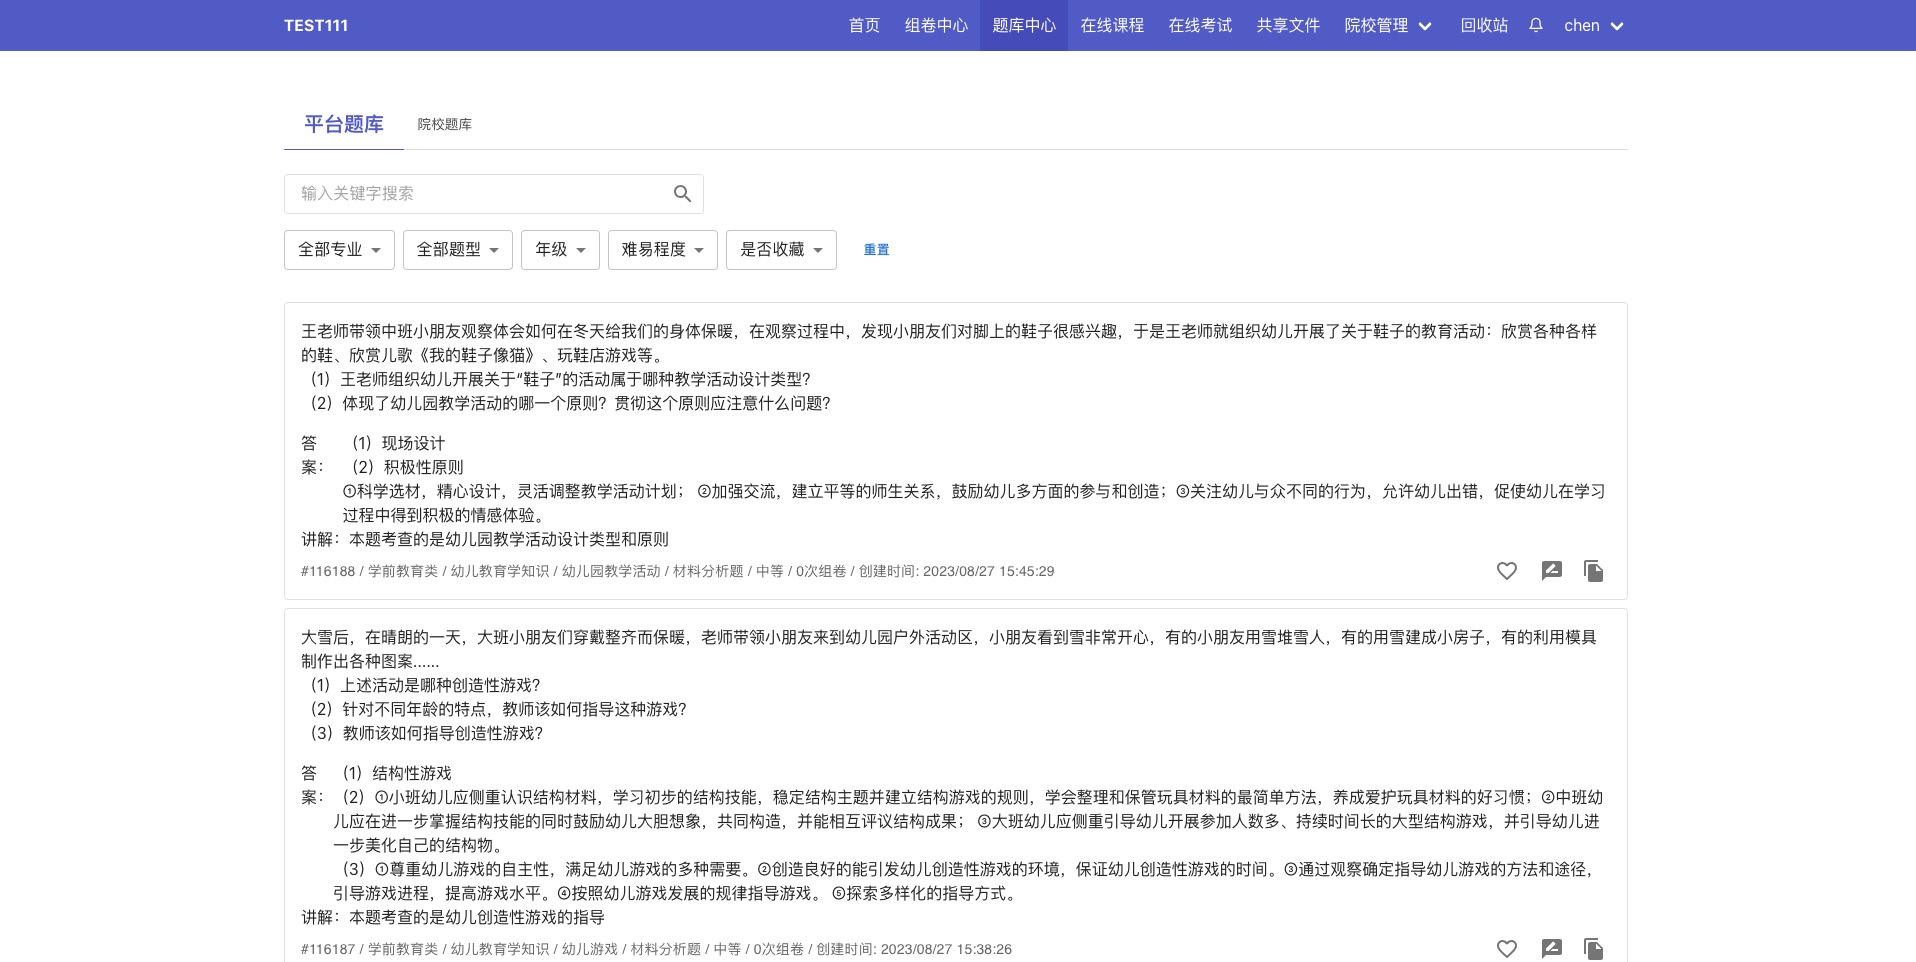 TEST111
首页 组卷中心 题库中心 在线课程 在线考试 共享文件 院校管理 回收站 chen
平台题库 院校题库
输入关键字搜索
全部专业 全部题型 年级 难易程度 是否收藏 重置
王老师带领中班小朋友观察体会如何在冬天给我们的身体保暖，在观察过程中，发现小朋友们对脚上的鞋子很感兴趣，于是王老师就组织幼儿开展了关于鞋子的教育活动：欣赏各种各样
的鞋、欣赏儿歌《我的鞋子像猫》、玩鞋店游戏等。
（1）王老师组织幼儿开展关于“鞋子”的活动属于哪种教学活动设计类型？
（2）体现了幼儿园教学活动的哪一个原则？贯彻这个原则应注意什么问题？
答案：
（1）现场设计
（2）积极性原则
①科学选材，精心设计，灵活调整教学活动计划； ②加强交流，建立平等的师生关系，鼓励幼儿多方面的参与和创造；③关注幼儿与众不同的行为，允许幼儿出错，促使幼儿在学习
过程中得到积极的情感体验。
讲解：本题考查的是幼儿园教学活动设计类型和原则
#116188 / 学前教育类 / 幼儿教育学知识 / 幼儿园教学活动 / 材料分析题 / 中等 / 0次组卷 / 创建时间: 2023/08/27 15:45:29
大雪后，在晴朗的一天，大班小朋友们穿戴整齐而保暖，老师带领小朋友来到幼儿园户外活动区，小朋友看到雪非常开心，有的小朋友用雪堆雪人，有的用雪建成小房子，有的利用模具
制作出各种图案......
（1）上述活动是哪种创造性游戏？
（2）针对不同年龄的特点，教师该如何指导这种游戏？
（3）教师该如何指导创造性游戏？
答案：
（1）结构性游戏
（2）①小班幼儿应侧重认识结构材料，学习初步的结构技能，稳定结构主题并建立结构游戏的规则，学会整理和保管玩具材料的最简单方法，养成爱护玩具材料的好习惯；②中班幼
儿应在进一步掌握结构技能的同时鼓励幼儿大胆想象，共同构造，并能相互评议结构成果； ③大班幼儿应侧重引导幼儿开展参加人数多、持续时间长的大型结构游戏，并引导幼儿进
一步美化自己的结构物。
（3）①尊重幼儿游戏的自主性，满足幼儿游戏的多种需要。②创造良好的能引发幼儿创造性游戏的环境，保证幼儿创造性游戏的时间。③通过观察确定指导幼儿游戏的方法和途径，
引导游戏进程，提高游戏水平。④按照幼儿游戏发展的规律指导游戏。 ⑤探索多样化的指导方式。
讲解：本题考查的是幼儿创造性游戏的指导
#116187 / 学前教育类 / 幼儿教育学知识 / 幼儿游戏 / 材料分析题 / 中等 / 0次组卷 / 创建时间: 2023/08/27 15:38:26